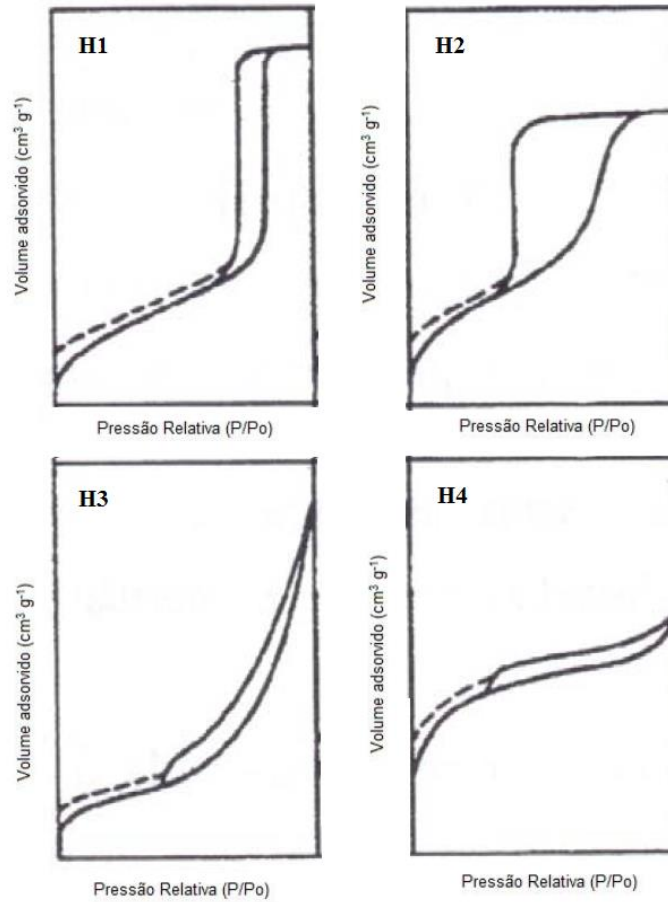 H1
Volume adsorvido (cm³ g⁻¹)
Pressão Relativa (P/Po)
H2
Volume adsorvido (cm³ g⁻¹)
Pressão Relativa (P/Po)
H3
Volume adsorvido (cm³ g⁻¹)
Pressão Relativa (P/Po)
H4
Volume adsorvido (cm³ g⁻¹)
Pressão Relativa (P/Po)